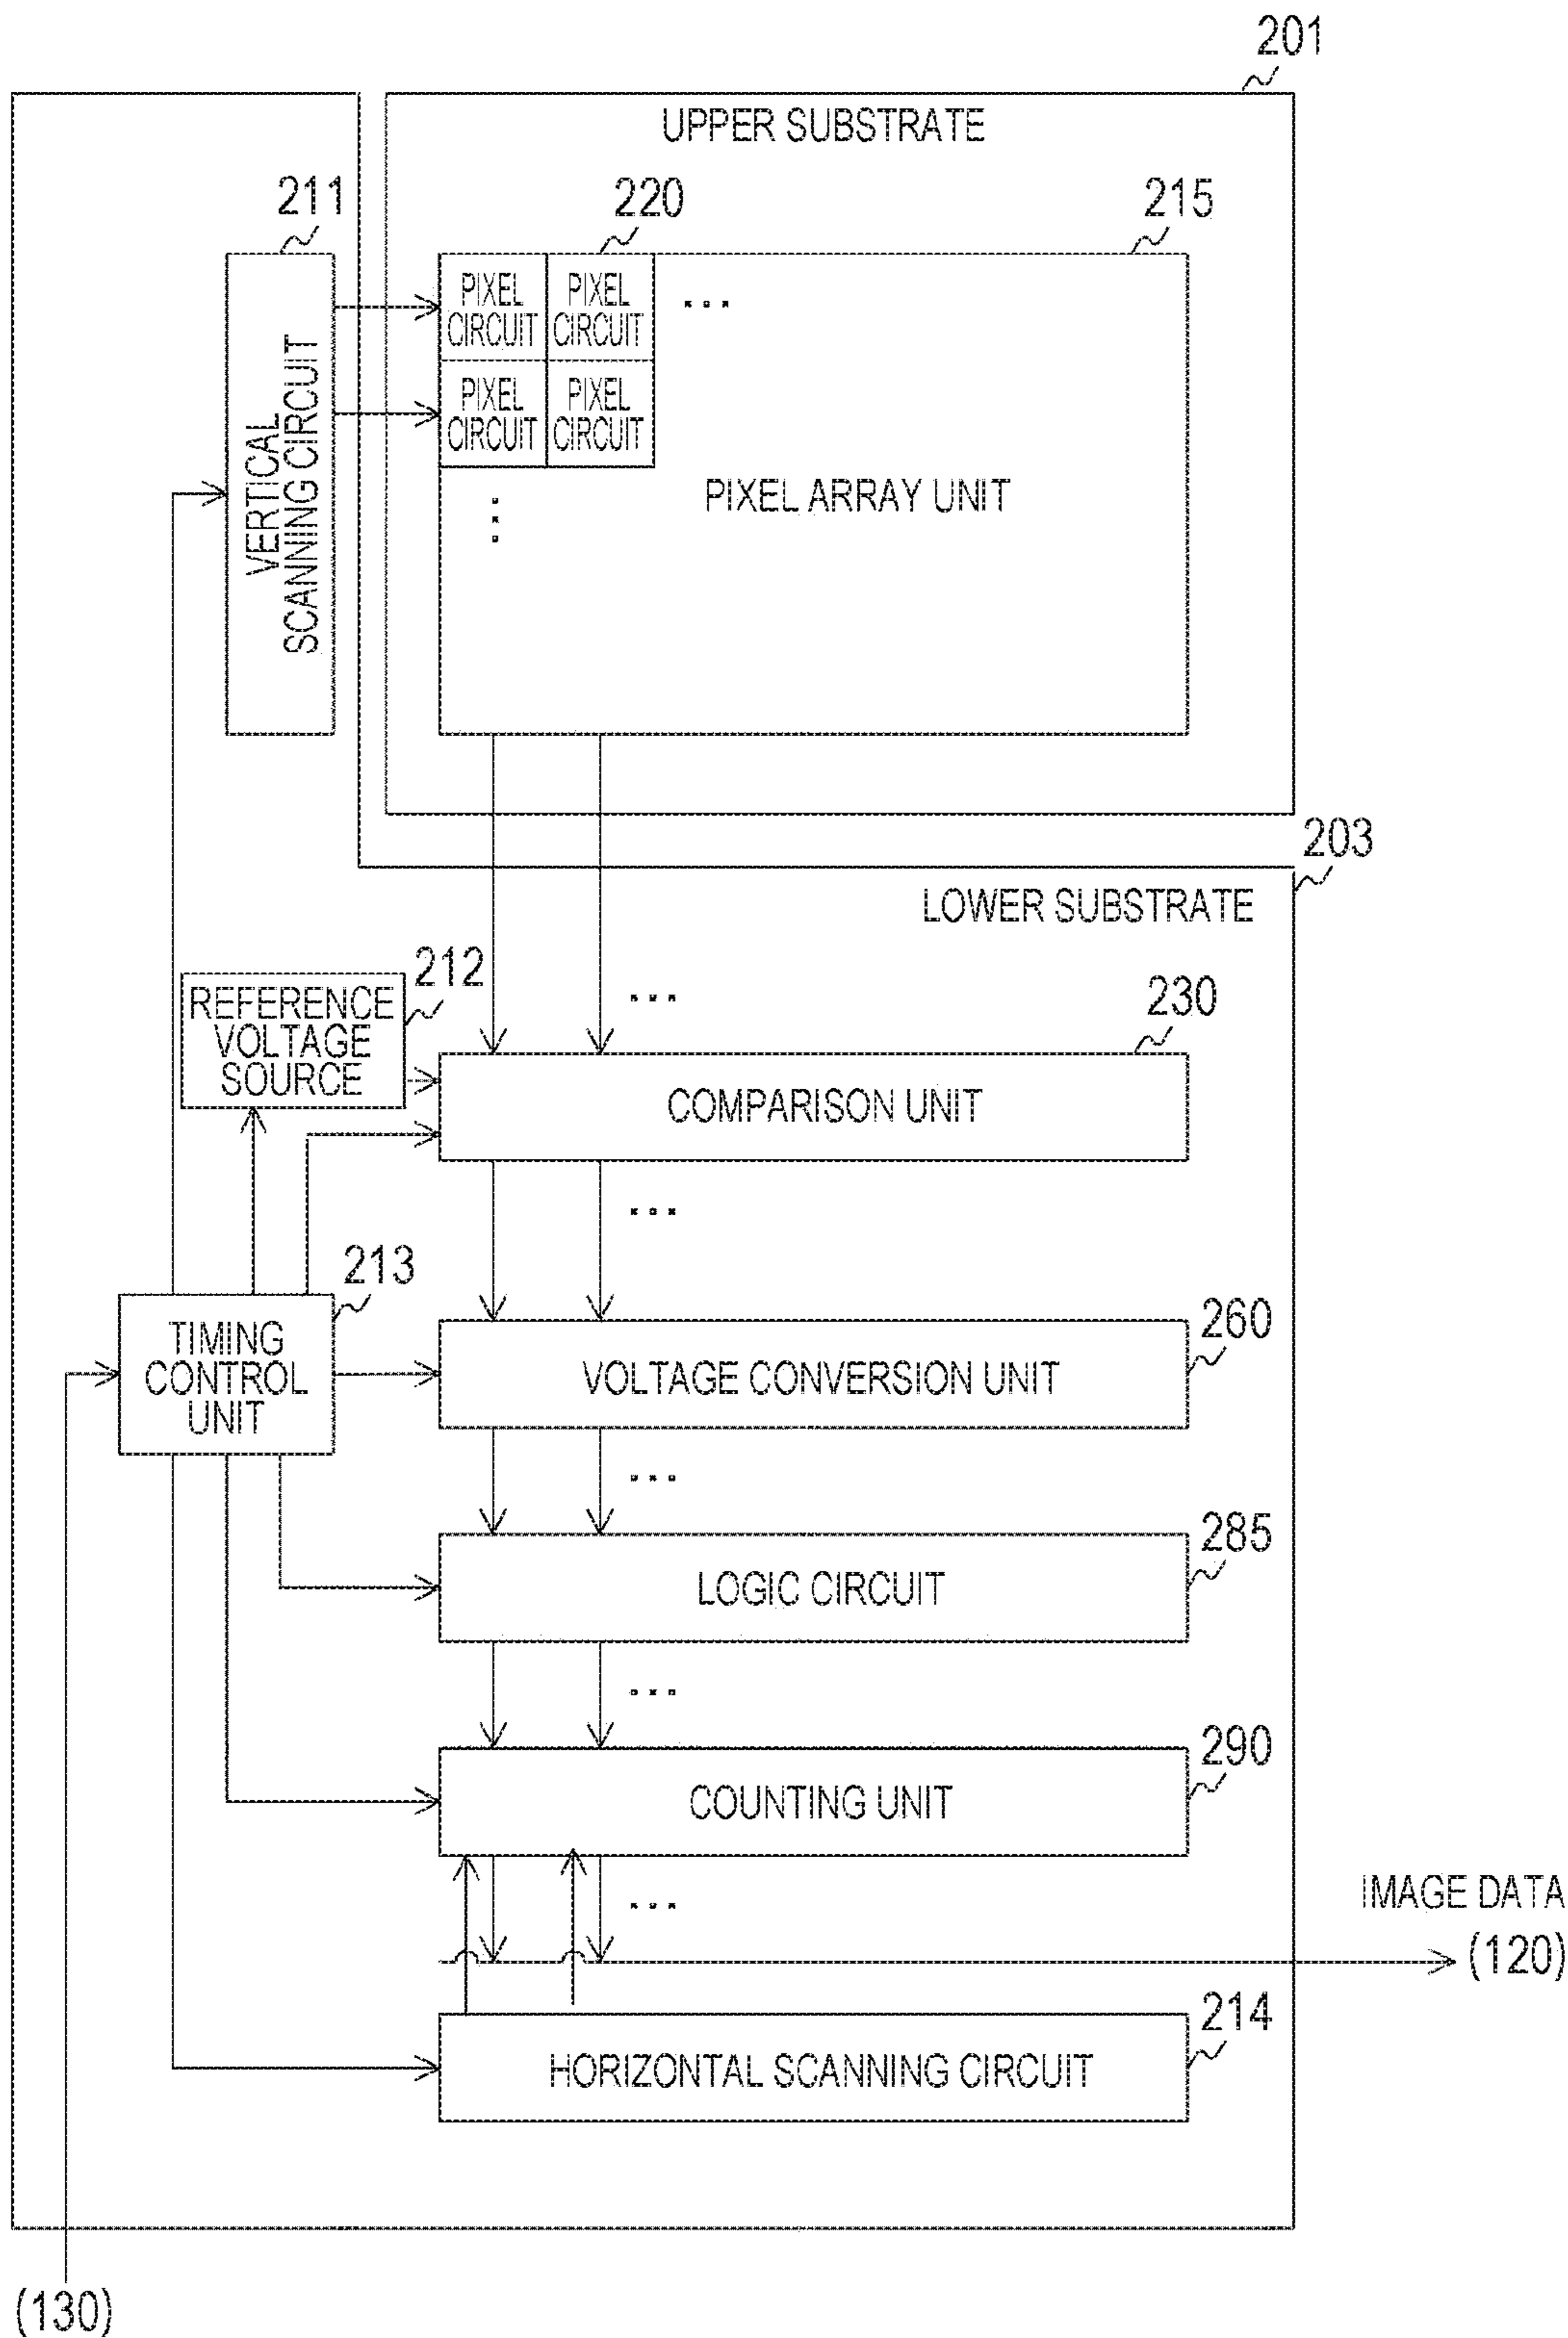 201
UPPER SUBSTRATE
211
220
215
PIXEL
CIRCUIT
PIXEL
CIRCUIT
...
PIXEL
CIRCUIT
PIXEL
CIRCUIT
VERTICAL
SCANNING CIRCUIT
PIXEL ARRAY UNIT
...
203
LOWER SUBSTRATE
212
REFERENCE
VOLTAGE
SOURCE
...
230
COMPARISON UNIT
...
213
TIMING
CONTROL
UNIT
260
VOLTAGE CONVERSION UNIT
...
285
LOGIC CIRCUIT
...
290
COUNTING UNIT
...
IMAGE DATA
(120)
214
HORIZONTAL SCANNING CIRCUIT
(130)